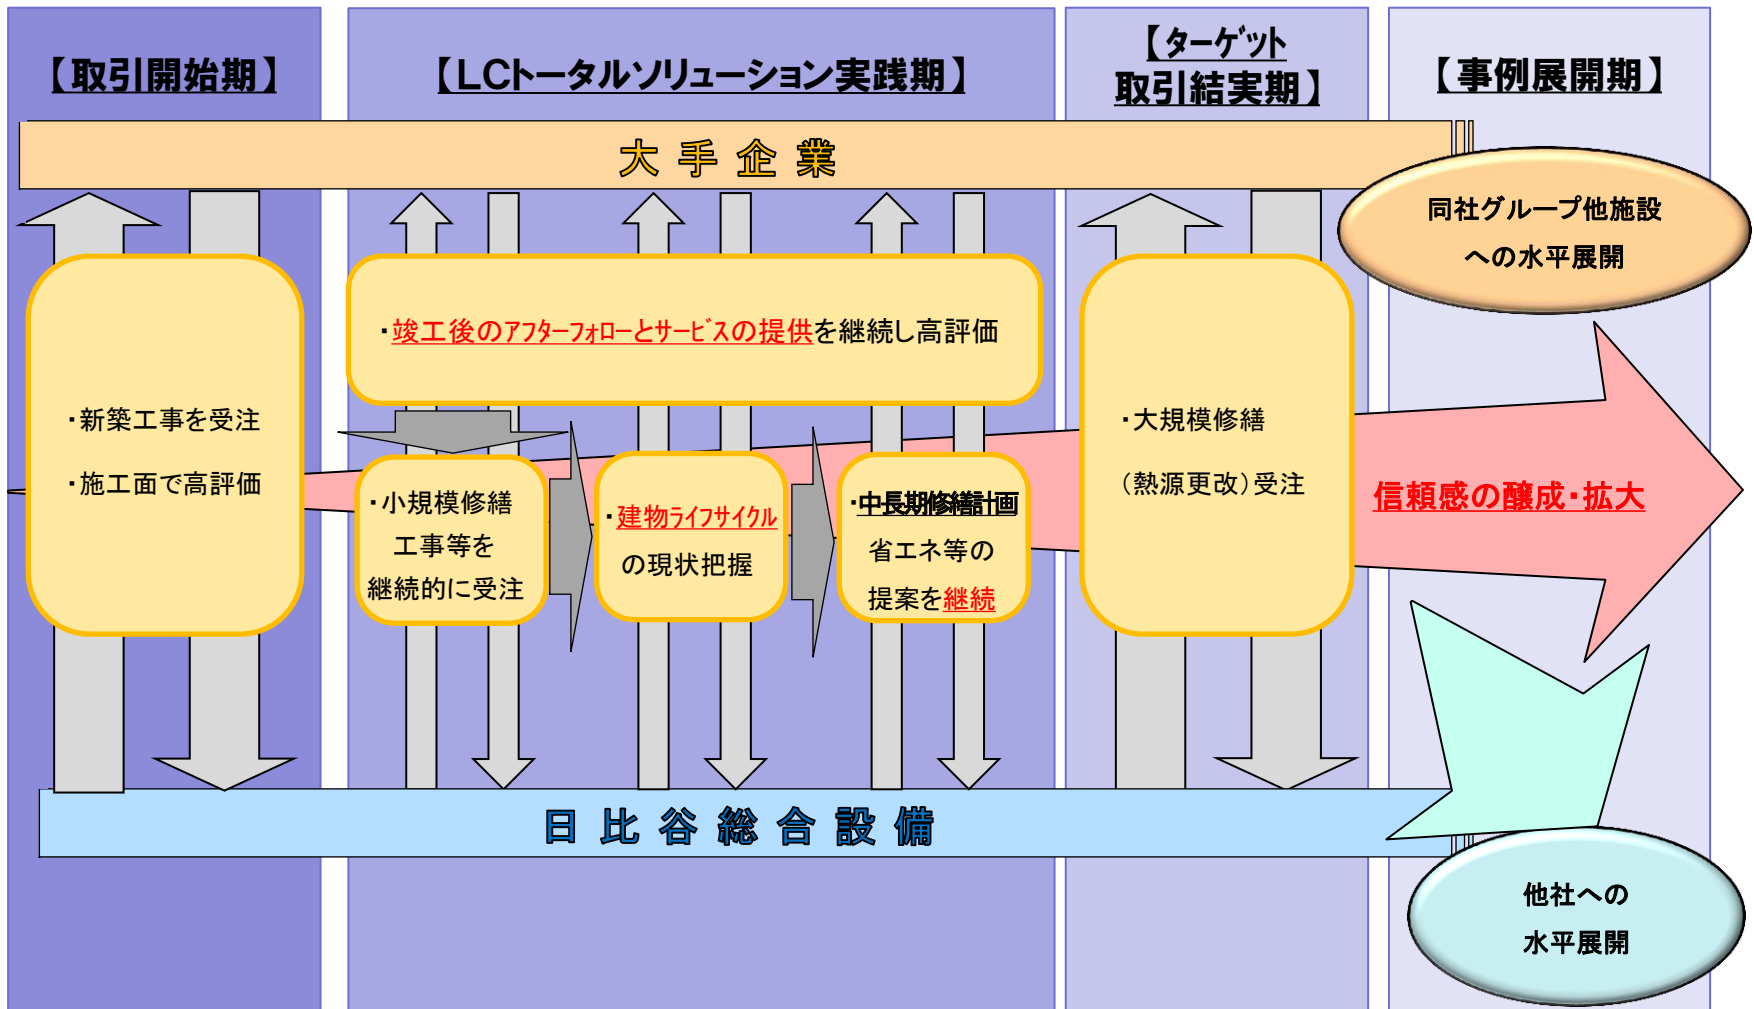 【取引開始期】
【LCトータルソリューション実践期】
【ターゲット
取引結実期】
【事例展開期】
大手企業
同社グループ他施設
への水平展開
・竣工後のアフターフォローとサービスの提供を継続し高評価
・新築工事を受注
・施工面で高評価
・小規模修繕
工事等を
継続的に受注
・建物ライフサイクル
の現状把握
・中長期修繕計画
省エネ等の
提案を継続
・大規模修繕
(熱源更改)受注
信頼感の醸成・拡大
日比谷総合設備
他社への
水平展開